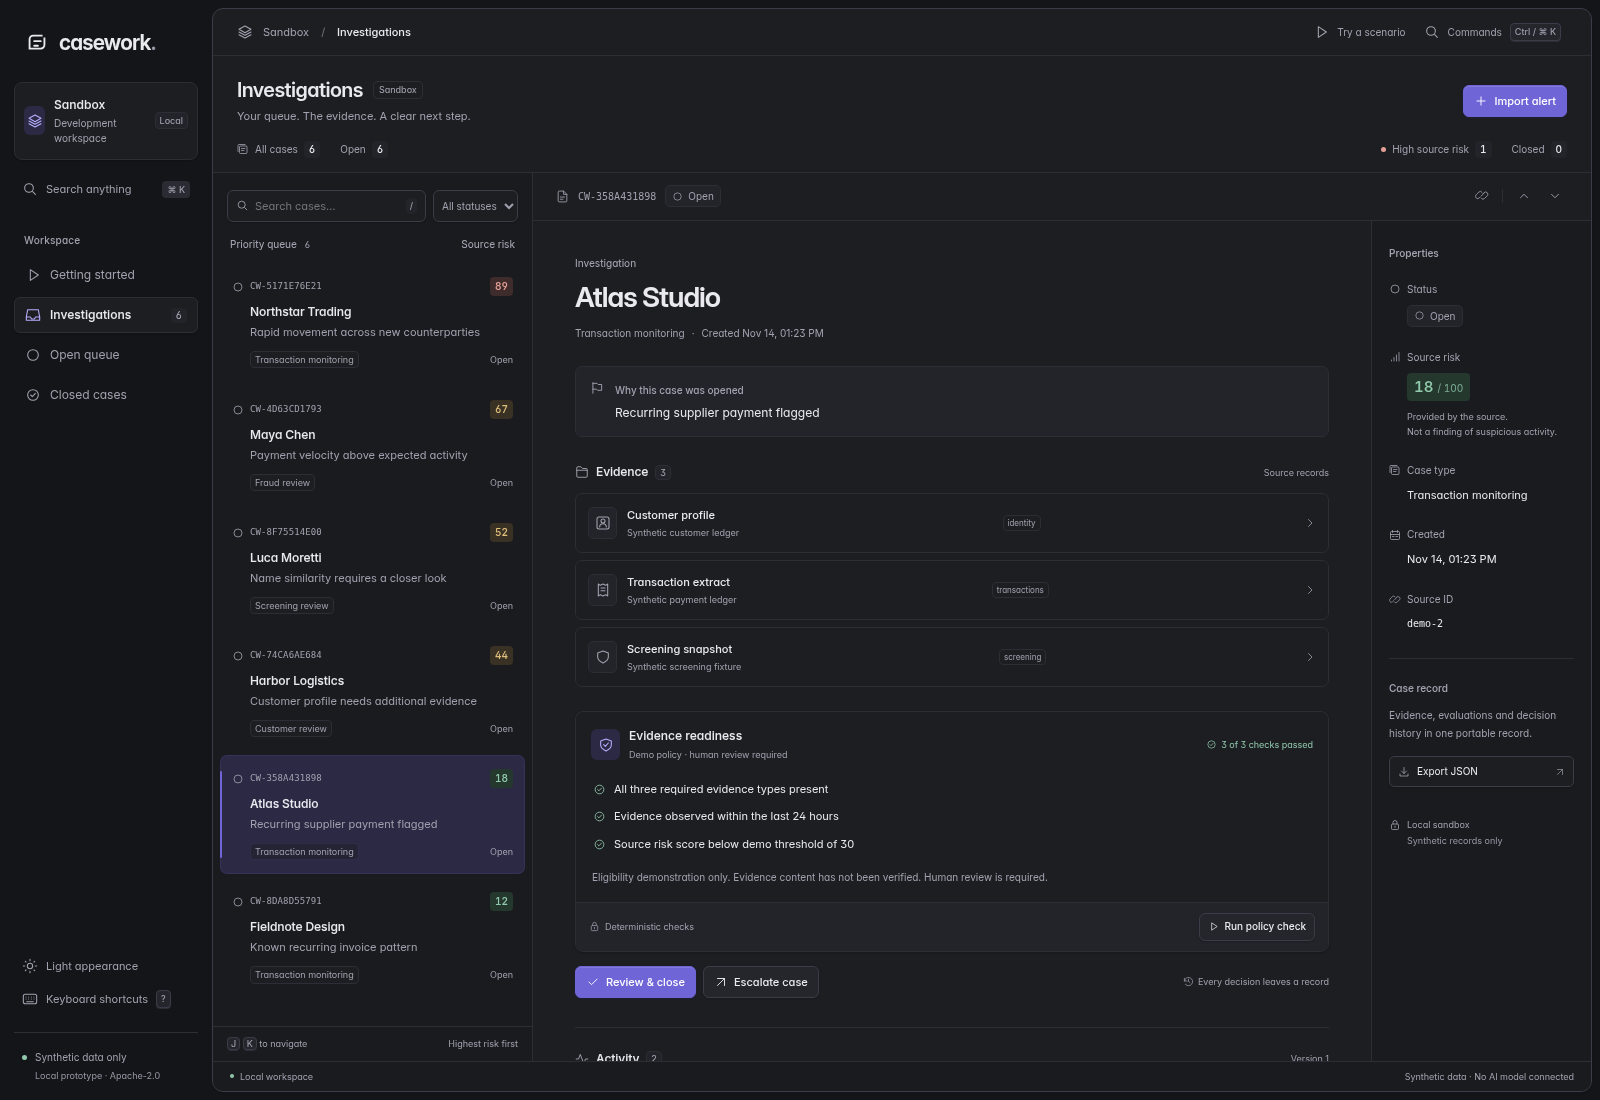 casework.
Sandbox
Development
workspace
Local
Search anything
⌘ K
Workspace
Getting started
Investigations 6
Open queue
Closed cases
Light appearance
Keyboard shortcuts ?
Synthetic data only
Local prototype · Apache-2.0
Sandbox / Investigations
Try a scenario
Commands Ctrl / ⌘ K
Investigations Sandbox
Your queue. The evidence. A clear next step.
Import alert
All cases 6 Open 6
High source risk 1 Closed 0
Search cases... /
All statuses
Priority queue 6 Source risk
CW-5171E76E21 89
Northstar Trading
Rapid movement across new counterparties
Transaction monitoring Open
CW-4D63CD1793 67
Maya Chen
Payment velocity above expected activity
Fraud review Open
CW-8F75514E00 52
Luca Moretti
Name similarity requires a closer look
Screening review Open
CW-74CA6AE684 44
Harbor Logistics
Customer profile needs additional evidence
Customer review Open
CW-358A431898 18
Atlas Studio
Recurring supplier payment flagged
Transaction monitoring Open
CW-8DA8D55791 12
Fieldnote Design
Known recurring invoice pattern
Transaction monitoring Open
J K to navigate Highest risk first
CW-358A431898 Open
Investigation
Atlas Studio
Transaction monitoring · Created Nov 14, 01:23 PM
Why this case was opened
Recurring supplier payment flagged
Evidence 3 Source records
Customer profile
Synthetic customer ledger
identity
Transaction extract
Synthetic payment ledger
transactions
Screening snapshot
Synthetic screening fixture
screening
Evidence readiness
Demo policy · human review required
3 of 3 checks passed
All three required evidence types present
Evidence observed within the last 24 hours
Source risk score below demo threshold of 30
Eligibility demonstration only. Evidence content has not been verified. Human review is required.
Deterministic checks
Run policy check
Review & close
Escalate case
Every decision leaves a record
Activity 2 Version 1
Properties
Status
Open
Source risk
18 / 100
Provided by the source.
Not a finding of suspicious activity.
Case type
Transaction monitoring
Created
Nov 14, 01:23 PM
Source ID
demo-2
Case record
Evidence, evaluations and decision
history in one portable record.
Export JSON
Local sandbox
Synthetic records only
Local workspace
Synthetic data · No AI model connected